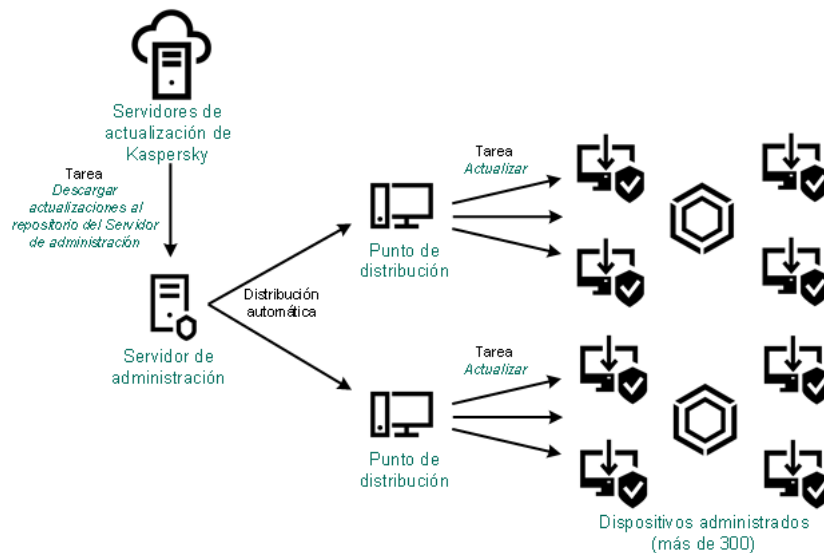 Servidores de
actualización de
Kaspersky
Tarea
Descargar
actualizaciones al
repositorio del Servidor
de administración
Servidor de
administración
Distribución
automática
Punto de
distribución
Tarea
Actualizar
Punto de
distribución
Tarea
Actualizar
Dispositivos administrados
(más de 300)